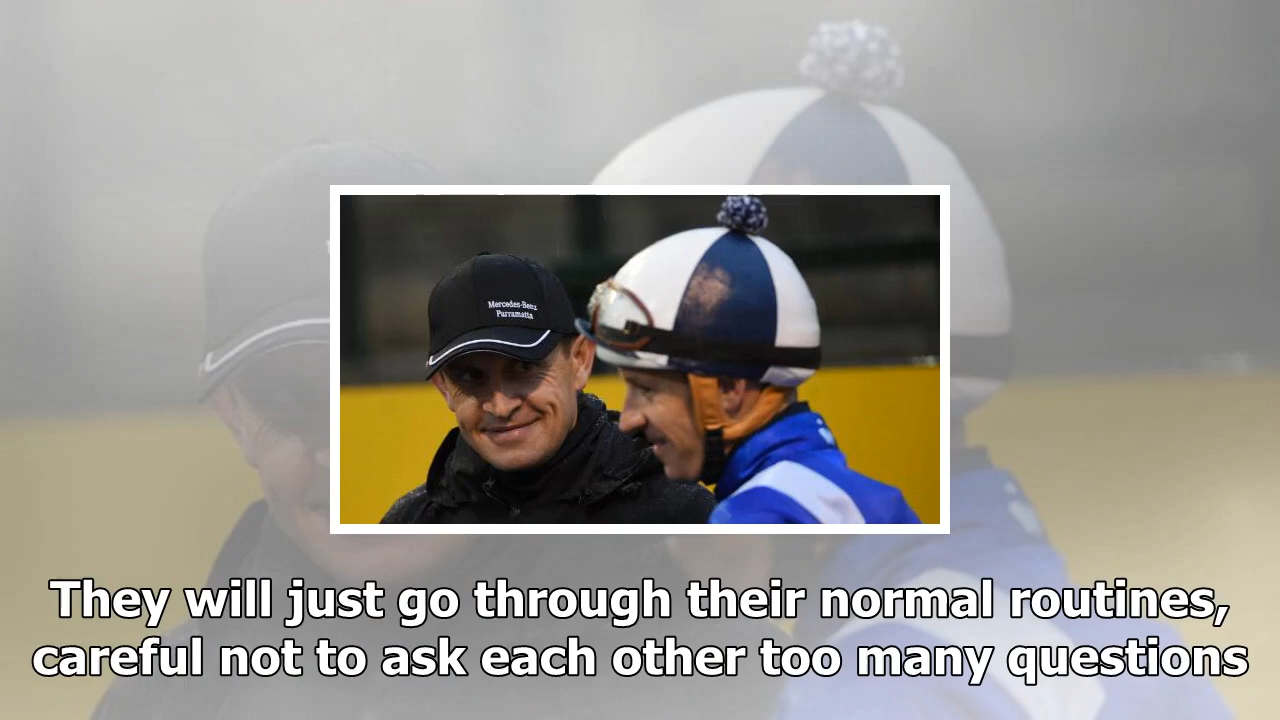 Mercedes-Benz
Parramatta
They will just go through their normal routines,
careful not to ask each other too many questions